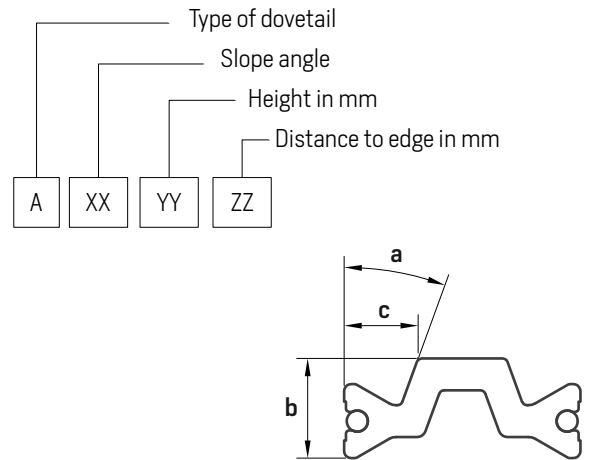 Type of dovetail
Slope angle
Height in mm
Distance to edge in mm
A XX YY ZZ
a
c
b